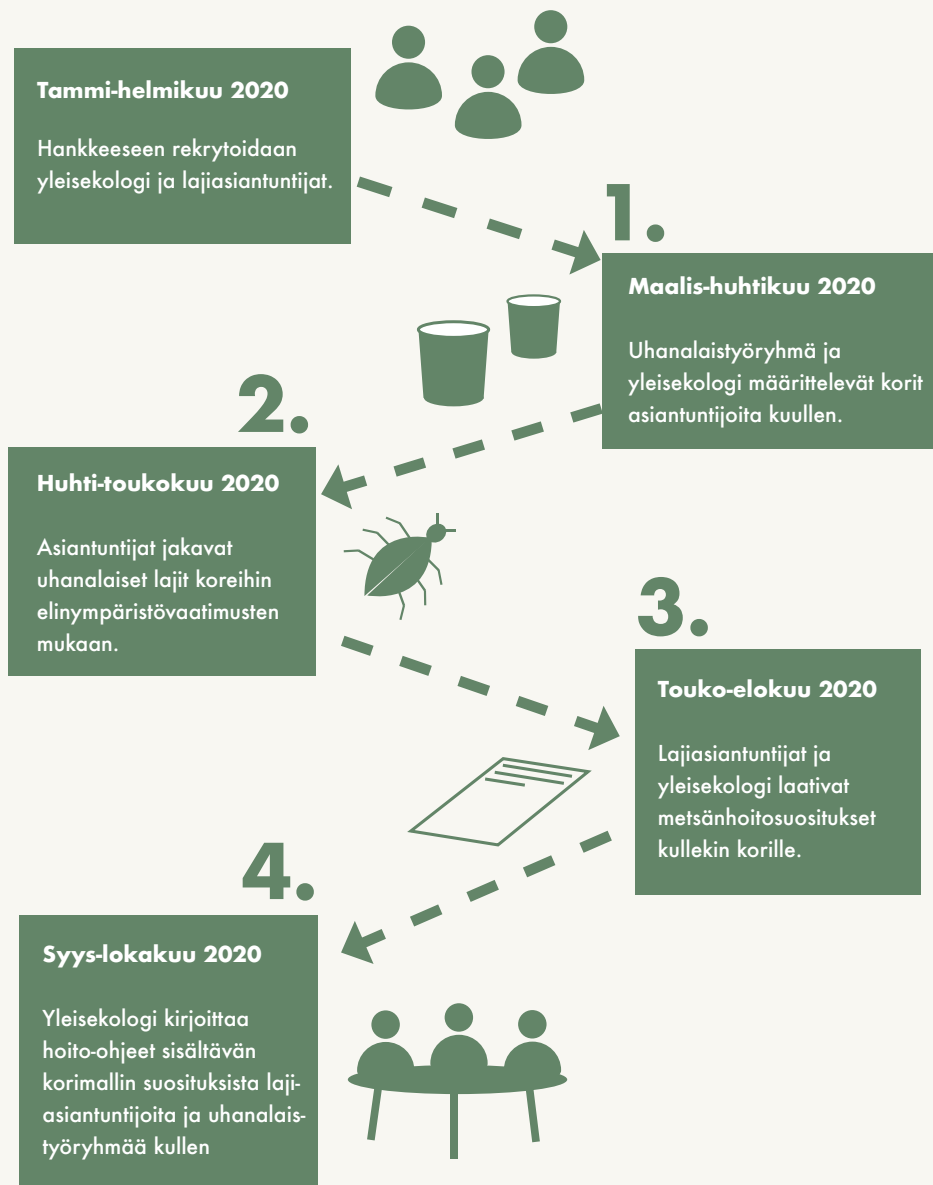 Tammi-helmikuu 2020
Hankkeeseen rekrytoidaan
yleisekologi ja lajiasiantuntijat.
1.
Maalis-huhtikuu 2020
Uhanalaistyöryhmä ja
yleisekologi määrittelevät korit
asiantuntijoita kuullen.
2.
Huhti-toukokuu 2020
Asiantuntijat jakavat
uhanalaiset lajit koreihin
elinympäristövaatimusten
mukaan.
3.
Touko-elokuu 2020
Lajiasiantuntijat ja
yleisekologi laativat
metsänhoitosuositukset
kullekin korille.
4.
Syys-lokakuu 2020
Yleisekologi kirjoittaa
hoito-ohjeet sisältävän
korimallin suosituksista laji-
asiantuntijoita ja uhanalais-
työryhmää kullen